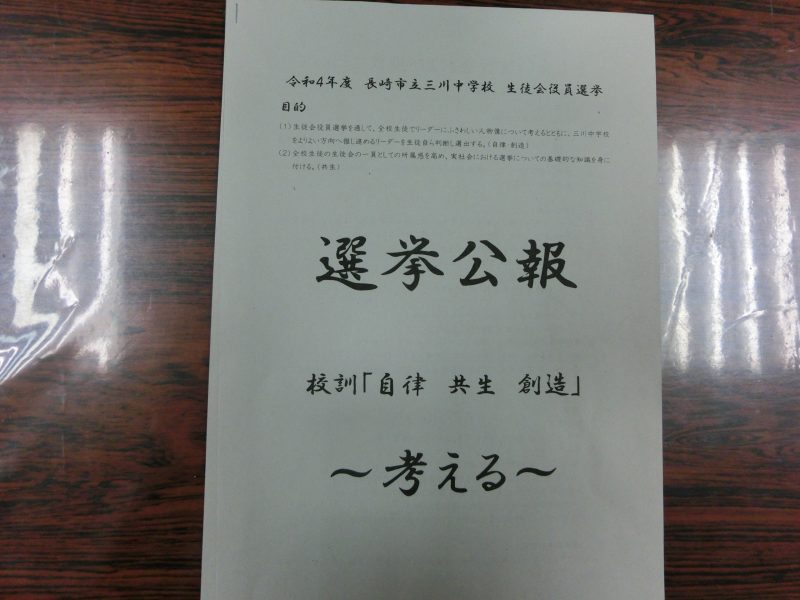 令和4年度 長崎市立三川中学校 生徒会役員選挙
目的
(1)生徒会役員選挙を通して、全校生徒でリーダーにふさわしい人物像について考えるとともに、三川中学校
をよりよい方向へ推し進めるリーダーを生徒自ら判断し選出する。(自律・創造)
(2)全校生徒の生徒会の一員としての所属感を高め、実社会における選挙についての基礎的な知識を身に
付ける。(共生)
選挙公報
校訓「自律 共生 創造」
～考える～